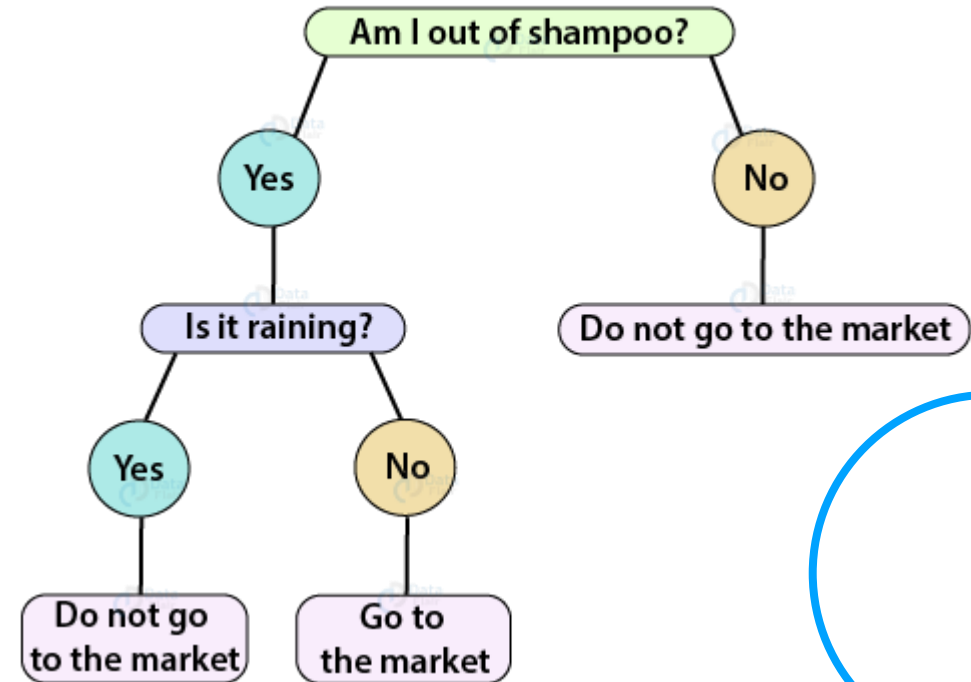 Am I out of shampoo?
Yes
No
Is it raining?
Do not go to the market
Yes
No
Do not go
to the market
Go to
the market